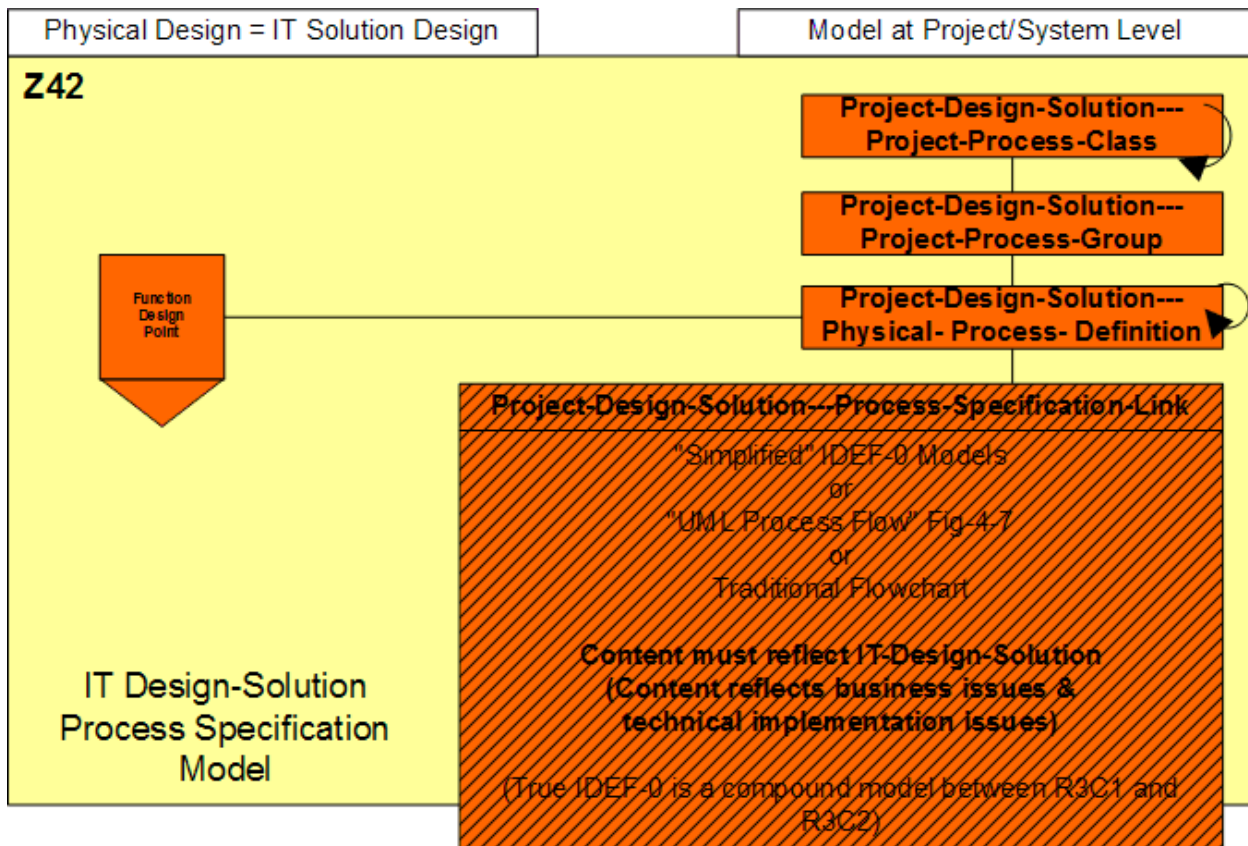 Physical Design = IT Solution Design
Model at Project/System Level
Z42
Project-Design-Solution---
Project-Process-Class
Project-Design-Solution---
Project-Process-Group
Function
Design
Point
Project-Design-Solution---
Physical- Process- Definition
Project-Design-Solution---Process-Specification-Link
"Simplified" IDEF-0 Models
or
"UML Process Flow" Fig-4-7
or
Traditional Flowchart
Content must reflect IT-Design-Solution
(Content reflects business issues &
technical implementation issues)
(True IDEF-0 is a compound model between R3C1 and
R3C2)
IT Design-Solution
Process Specification
Model